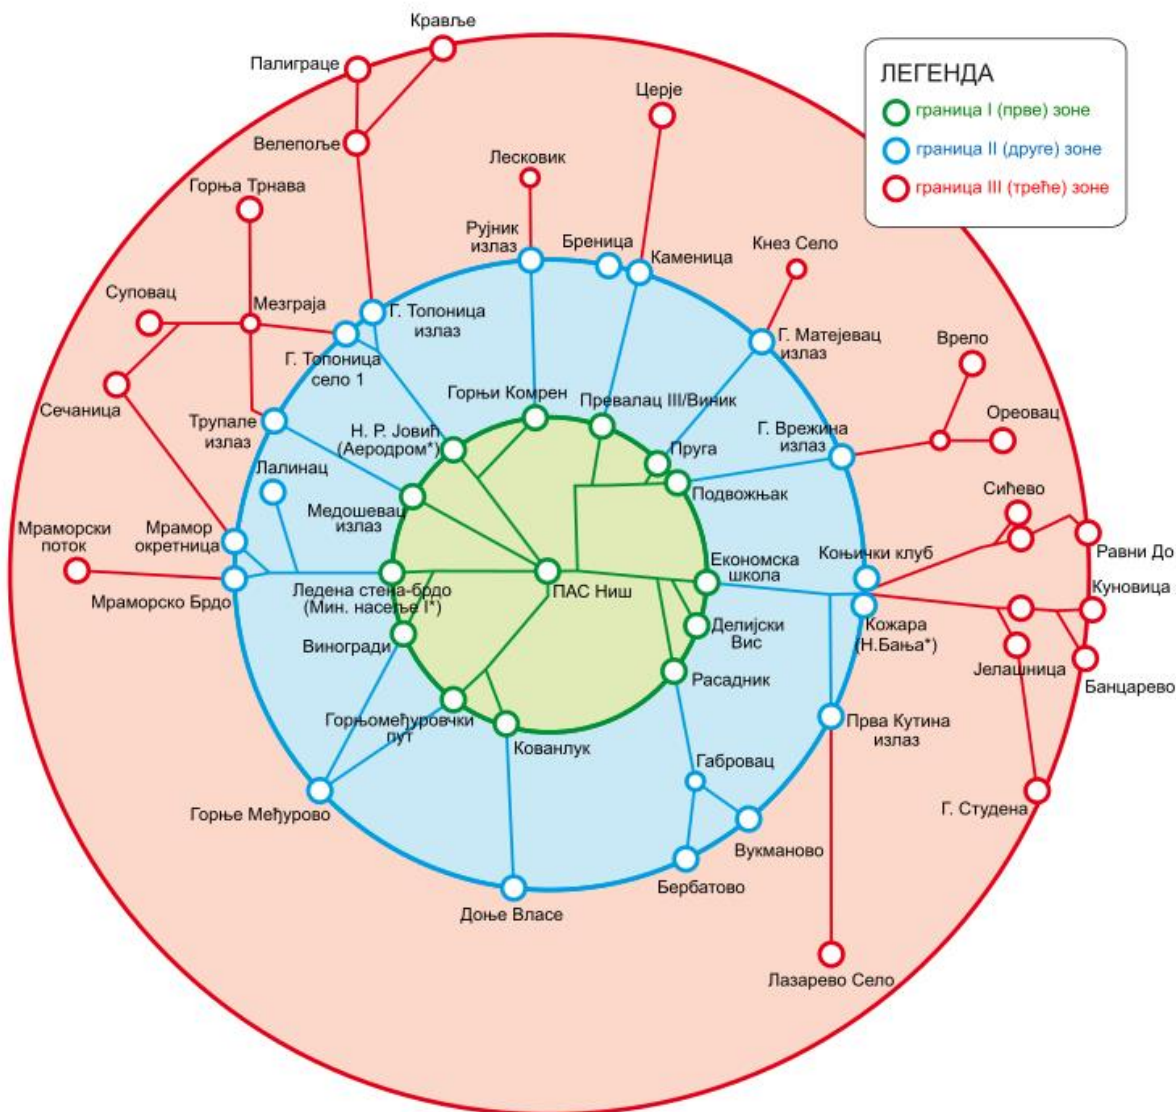 Кравље
Палиграце
ЛЕГЕНДА
граница I (прве) зоне
граница II (друге) зоне
граница III (треће) зоне
Церје
Велепоље
Лесковик
Горња Трнава
Рујник
излаз
Бреница
Каменица
Кнез Село
Суповац
Мезграја
Г. Топоница
излаз
Г. Матејевац
излаз
Врело
Г. Топоница
село 1
Сечаница
Горњи Комрен
Превалац III/Виник
Ореовац
Трупале
излаз
Н. Р. Јовић
(Аеродром*)
Г. Врежина
излаз
Пруга
Лалинац
Подвожњак
Сићево
Медошевац
излаз
Мраморски
поток
Мрамор
окретница
Коњички клуб
Равни До
Економска
школа
Куновица
Мраморско Брдо
Ледена стена-брдо
(Мин. насеље I*)
ПАС Ниш
Делијски
Вис
Кожара
(Н.Бања*)
Виногради
Јелашница
Расадник
Банцарево
Горњомеђуровчки
пут
Прва Кутина
излаз
Кованлук
Габровац
Горње Међурово
Г. Студена
Вукманово
Бербатово
Доње Власе
Лазарево Село